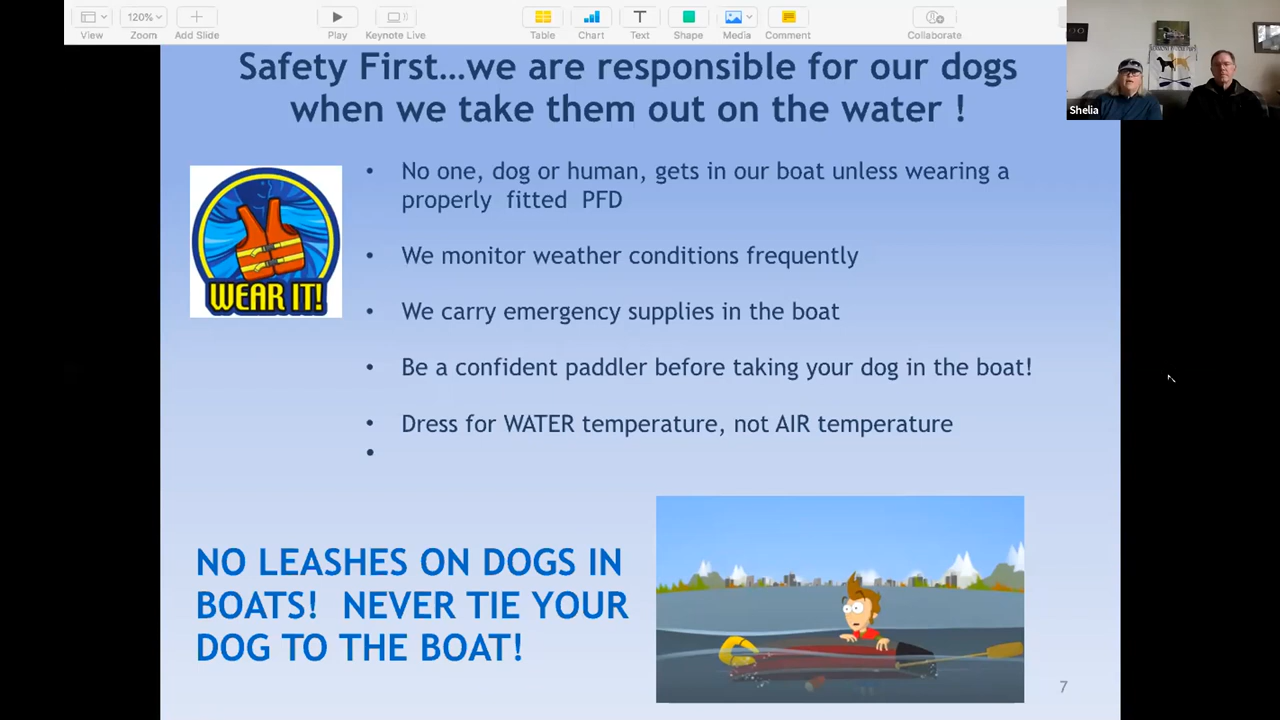 View
120%
Zoom
Add Slide
Play
Keynote Live
Table
Chart
Text
Shape
Media
Comment
Collaborate
Shelia
Safety First...we are responsible for our dogs
when we take them out on the water !
• No one, dog or human, gets in our boat unless wearing a
properly fitted PFD
• We monitor weather conditions frequently
• We carry emergency supplies in the boat
• Be a confident paddler before taking your dog in the boat!
• Dress for WATER temperature, not AIR temperature
•
WEAR IT!
NO LEASHES ON DOGS IN
BOATS! NEVER TIE YOUR
DOG TO THE BOAT!
7